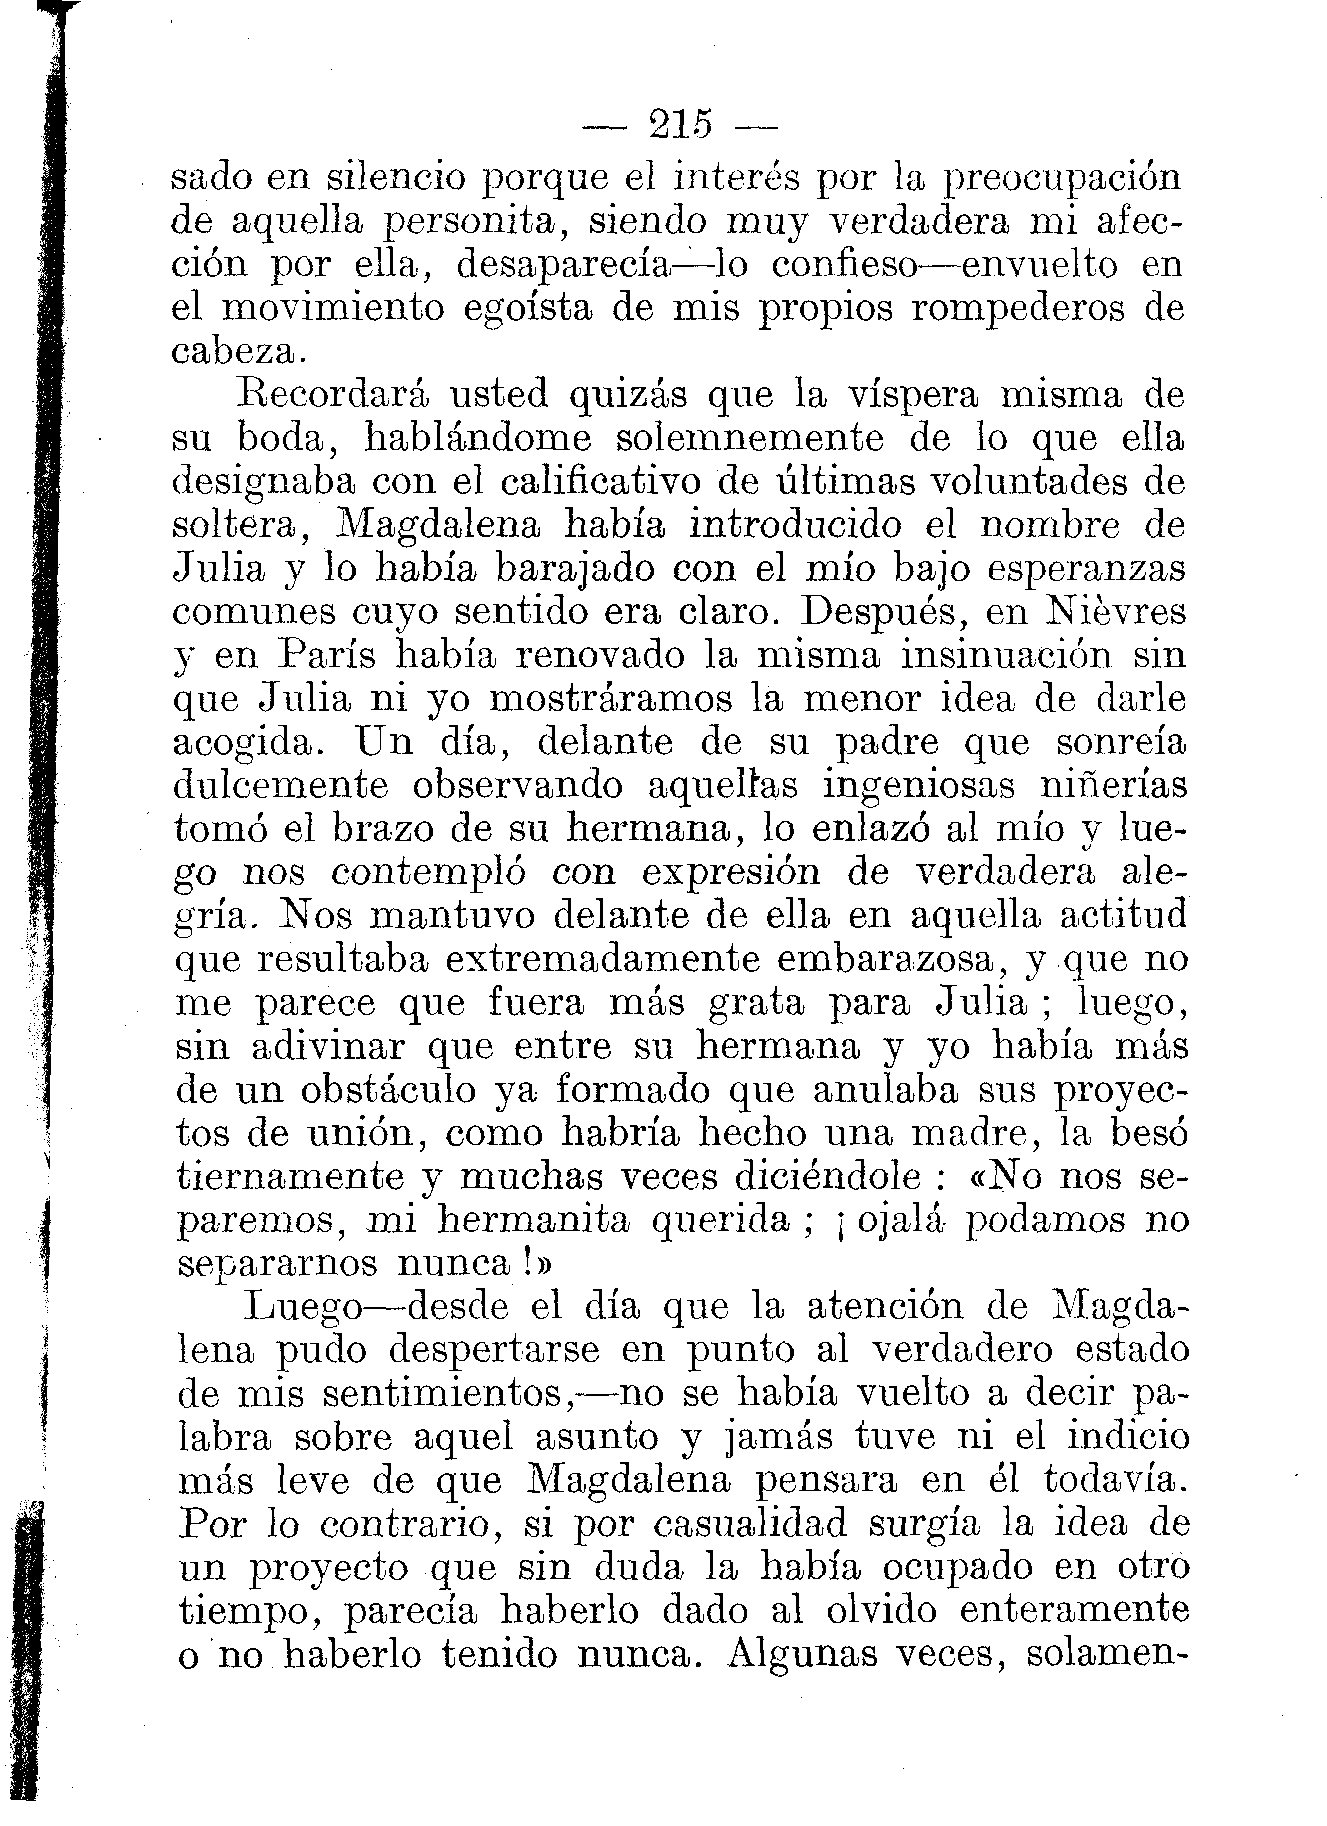 — 215 —
sado en silencio porque el interés por la preocupación
de aquella personita, siendo muy verdadera mi afec-
ción por ella, desaparecía—lo confieso—envuelto en
el movimiento egoísta de mis propios rompederos de
cabeza.
Recordará usted quizás que la víspera misma de
su boda, hablándome solemnemente de lo que ella
designaba con el calificativo de últimas voluntades de
soltera, Magdalena había introducido el nombre de
Julia y lo había barajado con el mío bajo esperanzas
comunes cuyo sentido era claro. Después, en Nièvres
y en París había renovado la misma insinuación sin
que Julia ni yo mostráramos la menor idea de darle
acogida. Un día, delante de su padre que sonreía
dulcemente observando aquellas ingeniosas niñerías
tomó el brazo de su hermana, lo enlazó al mío y lue-
go nos contempló con expresión de verdadera ale-
gría. Nos mantuvo delante de ella en aquella actitud
que resultaba extremadamente embarazosa, y que no
me parece que fuera más grata para Julia ; luego,
sin adivinar que entre su hermana y yo había más
de un obstáculo ya formado que anulaba sus proyec-
tos de unión, como habría hecho una madre, la besó
tiernamente y muchas veces diciéndole : «No nos se-
paremos, mi hermanita querida ; ¡ ojalá podamos no
separarnos nunca !»
Luego—desde el día que la atención de Magda-
lena pudo despertarse en punto al verdadero estado
de mis sentimientos,—no se había vuelto a decir pa-
labra sobre aquel asunto y jamás tuve ni el indicio
más leve de que Magdalena pensara en él todavía.
Por lo contrario, si por casualidad surgía la idea de
un proyecto que sin duda la había ocupado en otro
tiempo, parecía haberlo dado al olvido enteramente
o no haberlo tenido nunca. Algunas veces, solamen-